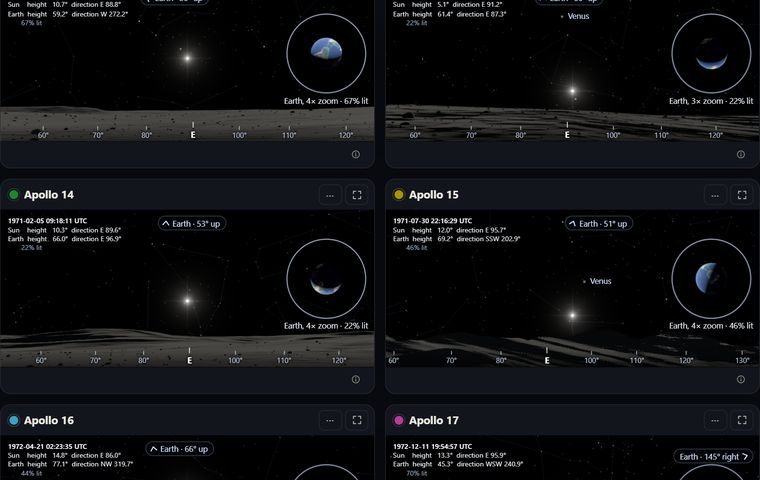 Sun height 10.7° direction E 88.8°
Earth height 59.2° direction W 272.2°
67% lit
Earth, 4× zoom · 67% lit
60° 70° 80° E 100° 110° 120°
Sun height 5.1° direction E 91.2°
Earth height 61.4° direction E 87.3°
22% lit
Venus
Earth, 3× zoom · 22% lit
60° 70° 80° E 100° 110° 120°
Apollo 14
1971-02-05 09:18:11 UTC
Sun height 10.3° direction E 89.6°
Earth height 66.0° direction E 96.9°
22% lit
Earth · 53° up
Earth, 4× zoom · 22% lit
60° 70° 80° E 100° 110° 120°
Apollo 15
1971-07-30 22:16:29 UTC
Sun height 12.0° direction E 95.7°
Earth height 69.2° direction SSW 202.9°
46% lit
Earth · 51° up
Venus
Earth, 4× zoom · 46% lit
60° 70° 80° E 100° 110° 120° 130°
Apollo 16
1972-04-21 02:23:35 UTC
Sun height 14.8° direction E 86.0°
Earth height 77.1° direction NW 319.7°
44% lit
Earth · 66° up
Apollo 17
1972-12-11 19:54:57 UTC
Sun height 13.3° direction E 95.9°
Earth height 45.3° direction WSW 240.9°
70% lit
Earth · 145° right